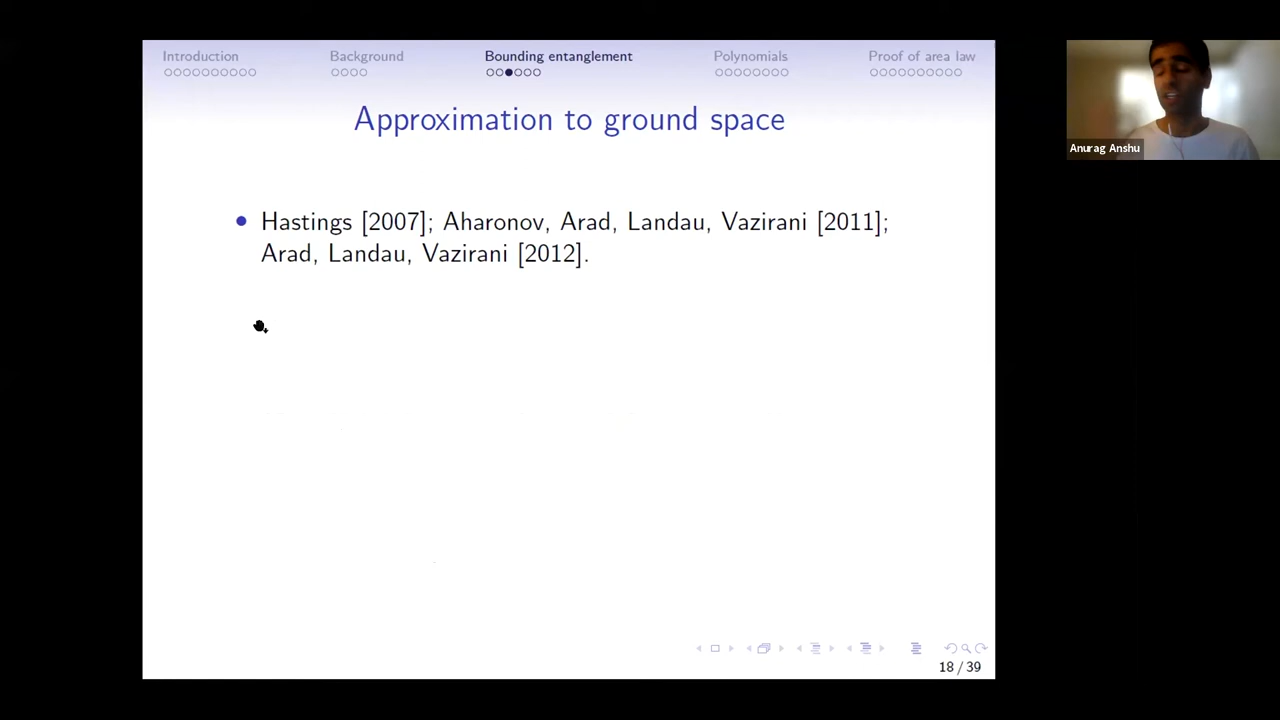 Introduction Background Bounding entanglement Polynomials Proof of area law
Approximation to ground space
Hastings [2007]; Aharonov, Arad, Landau, Vazirani [2011];
Arad, Landau, Vazirani [2012].
18 / 39
Anurag Anshu